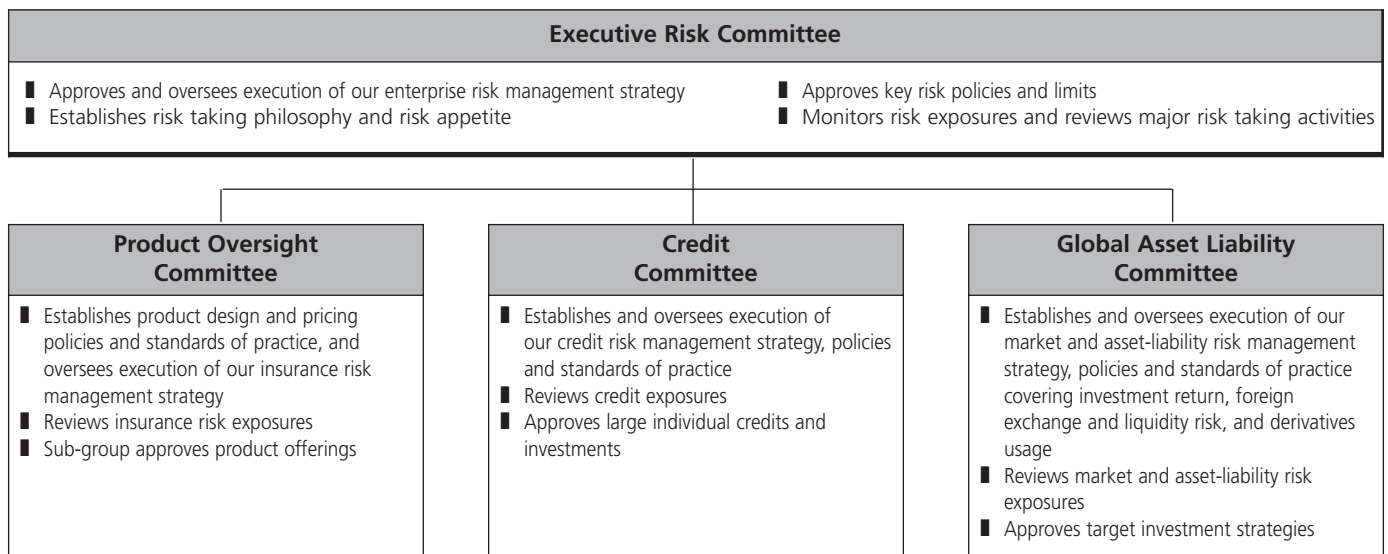 Executive Risk Committee
■ Approves and oversees execution of our enterprise risk management strategy
■ Establishes risk taking philosophy and risk appetite
■ Approves key risk policies and limits
■ Monitors risk exposures and reviews major risk taking activities
Product Oversight
Committee
■ Establishes product design and pricing
policies and standards of practice, and
oversees execution of our insurance risk
management strategy
■ Reviews insurance risk exposures
■ Sub-group approves product offerings
Credit
Committee
■ Establishes and oversees execution of
our credit risk management strategy, policies
and standards of practice
■ Reviews credit exposures
■ Approves large individual credits and
investments
Global Asset Liability
Committee
■ Establishes and oversees execution of our
market and asset-liability risk management
strategy, policies and standards of practice
covering investment return, foreign
exchange and liquidity risk, and derivatives
usage
■ Reviews market and asset-liability risk
exposures
■ Approves target investment strategies